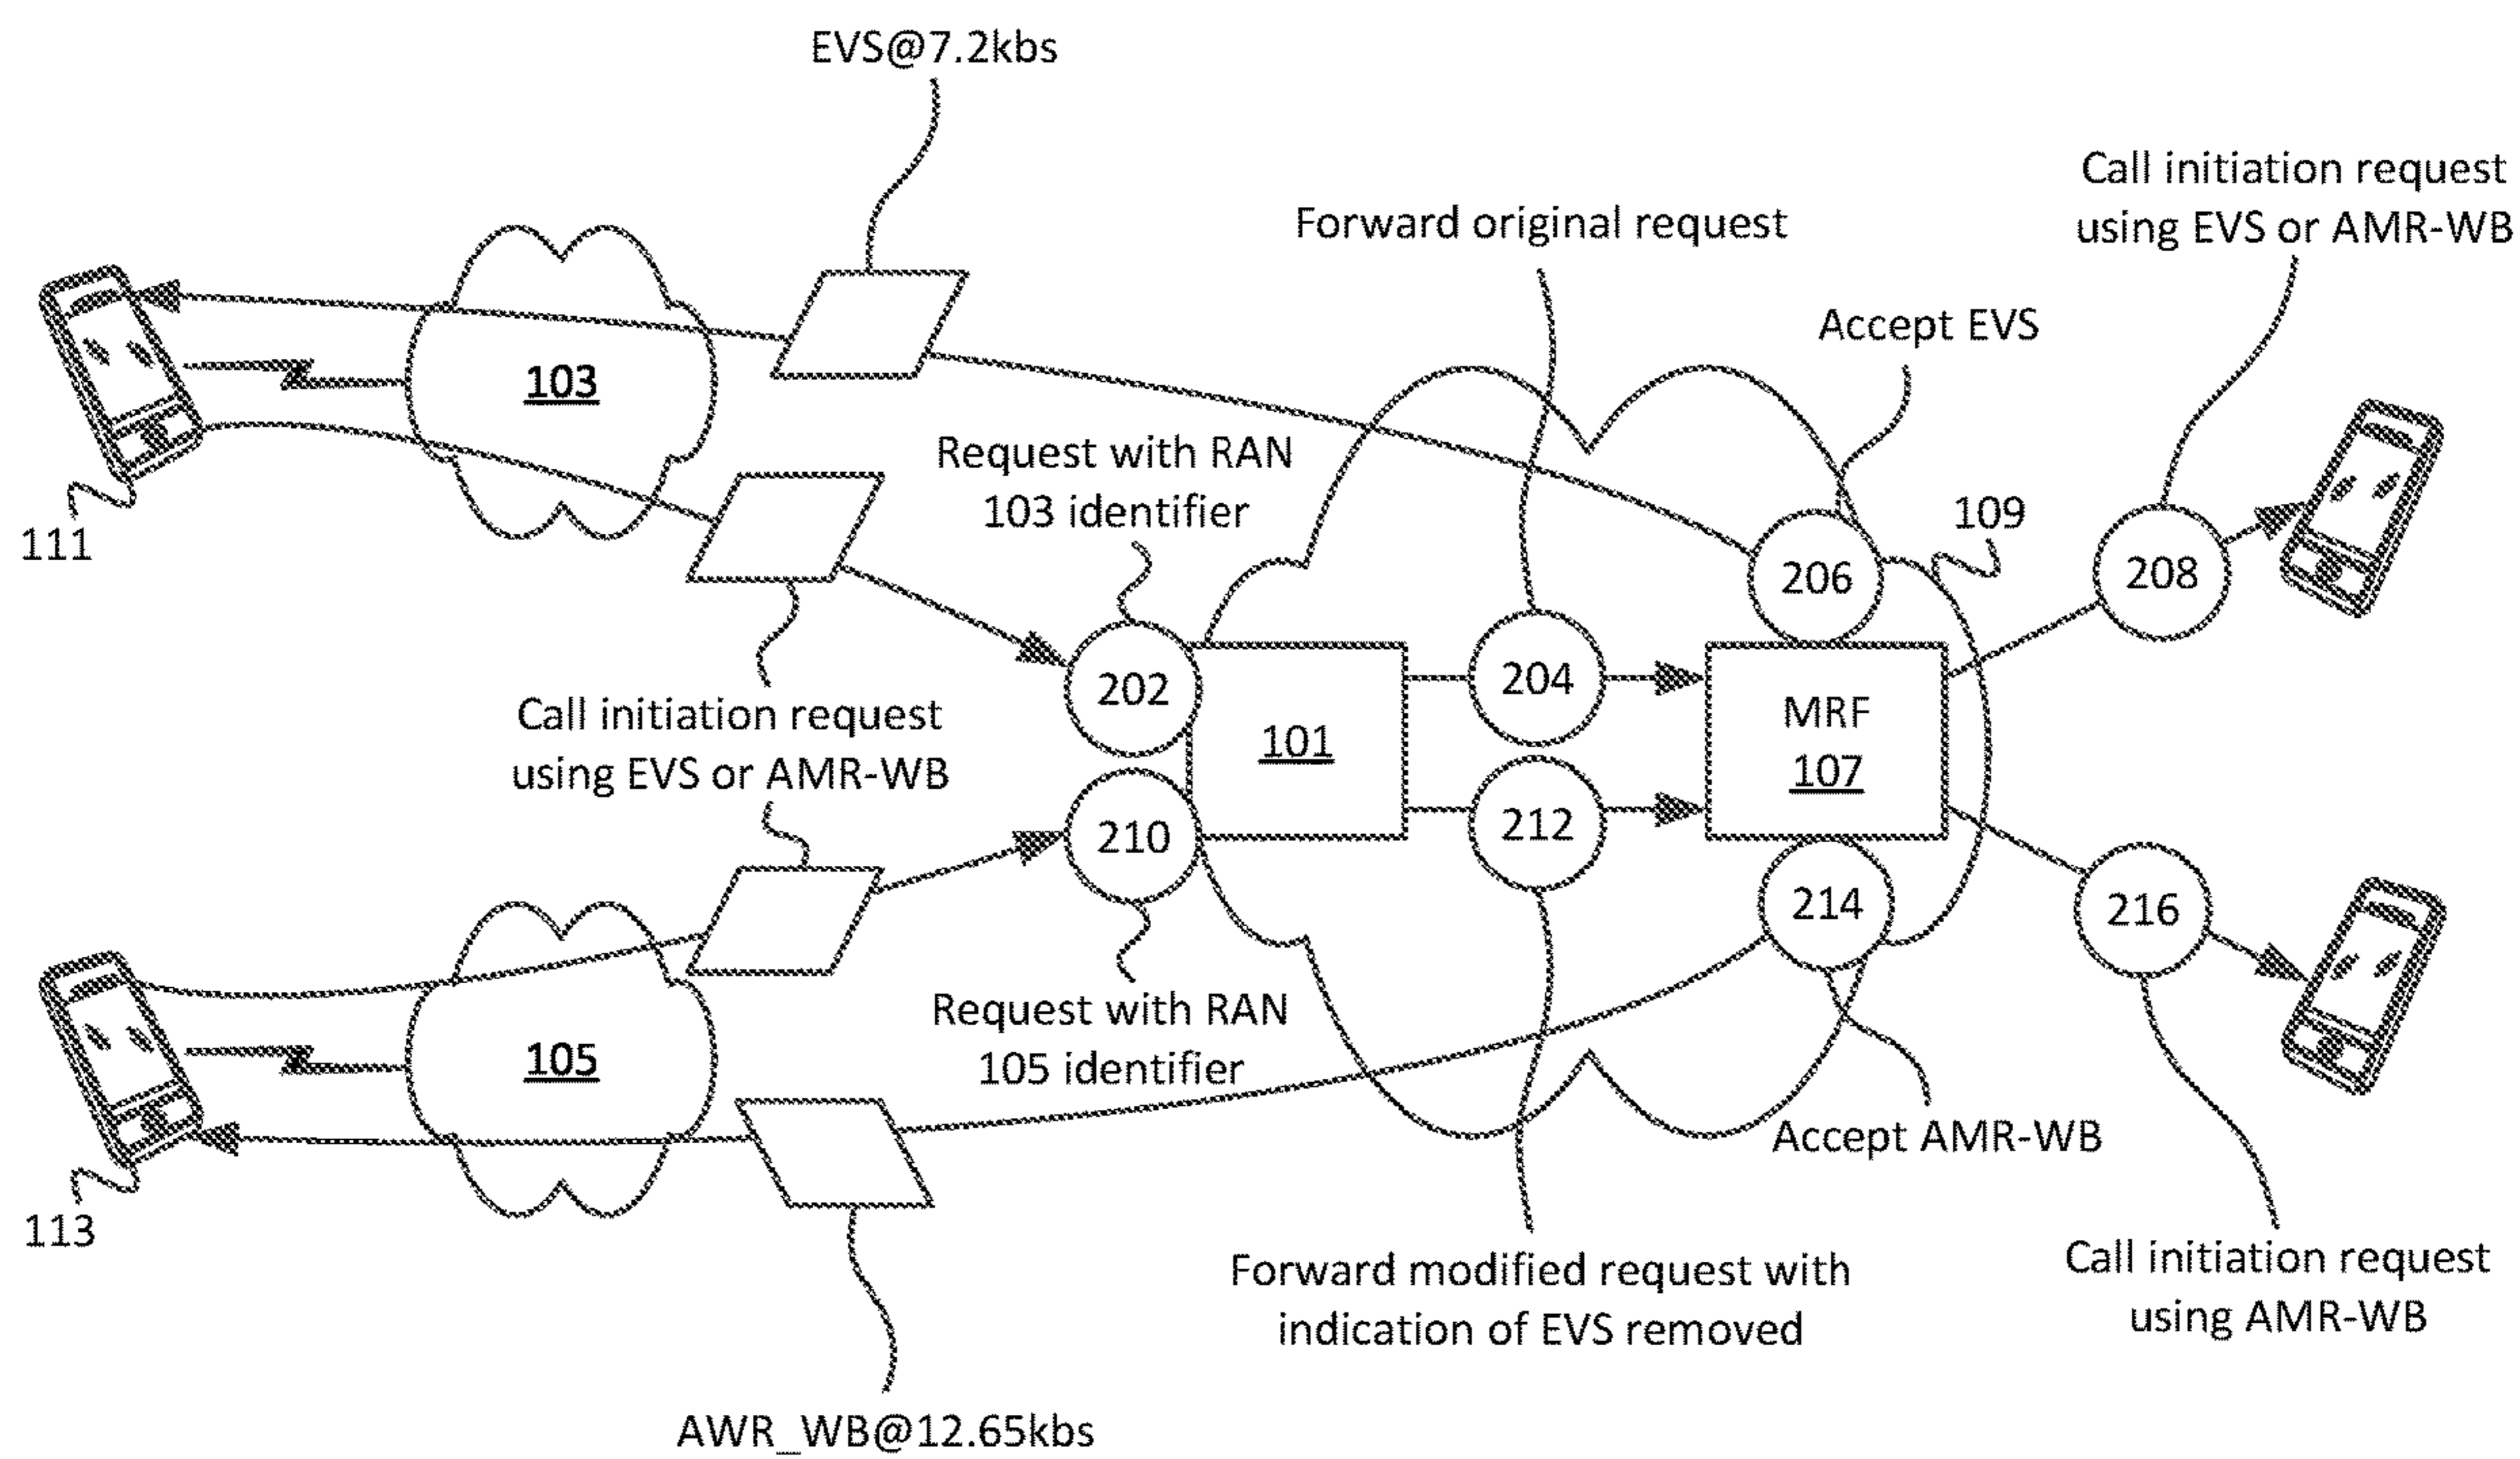 EVS@7.2kbs
Call initiation request
using EVS or AMR-WB
Forward original request
Accept EVS
103
Request with RAN
103 identifier
109
111
206
208
202
204
Call initiation request
using EVS or AMR-WB
101
MRF
107
210
212
214
216
Request with RAN
105 identifier
105
Accept AMR-WB
113
Forward modified request with
indication of EVS removed
Call initiation request
using AMR-WB
AWR_WB@12.65kbs